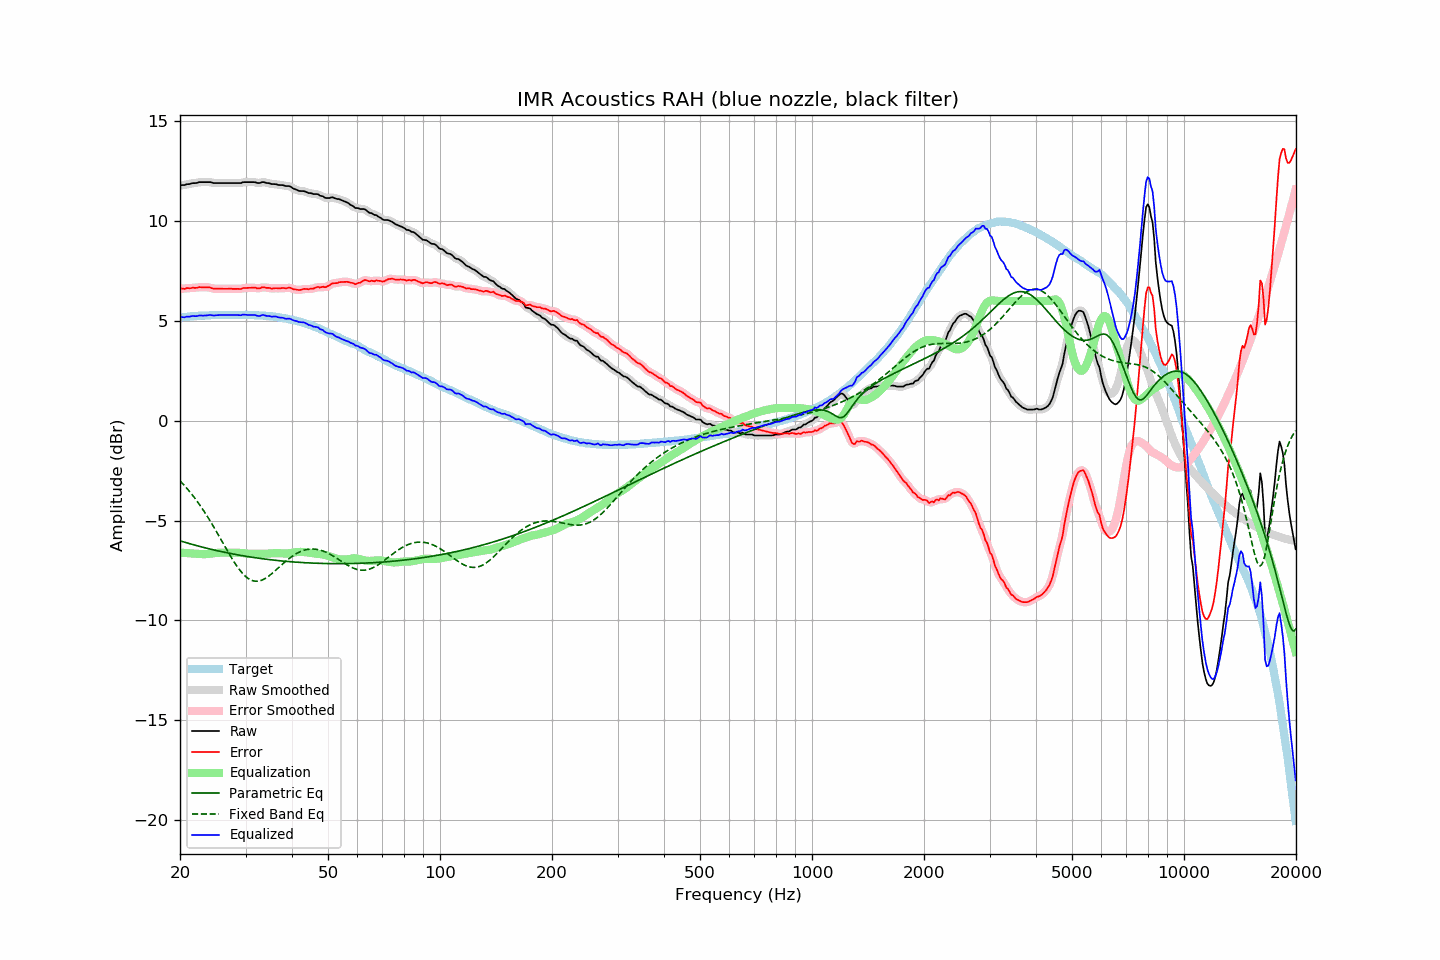 IMR Acoustics RAH (blue nozzle, black filter)
15
10
5
0
−5
−10
−15
−20
Amplitude (dBr)
Target
Raw Smoothed
Error Smoothed
Raw
Error
Equalization
Parametric Eq
Fixed Band Eq
Equalized
20 50 100 200 500 1000 2000 5000 10000 20000
Frequency (Hz)